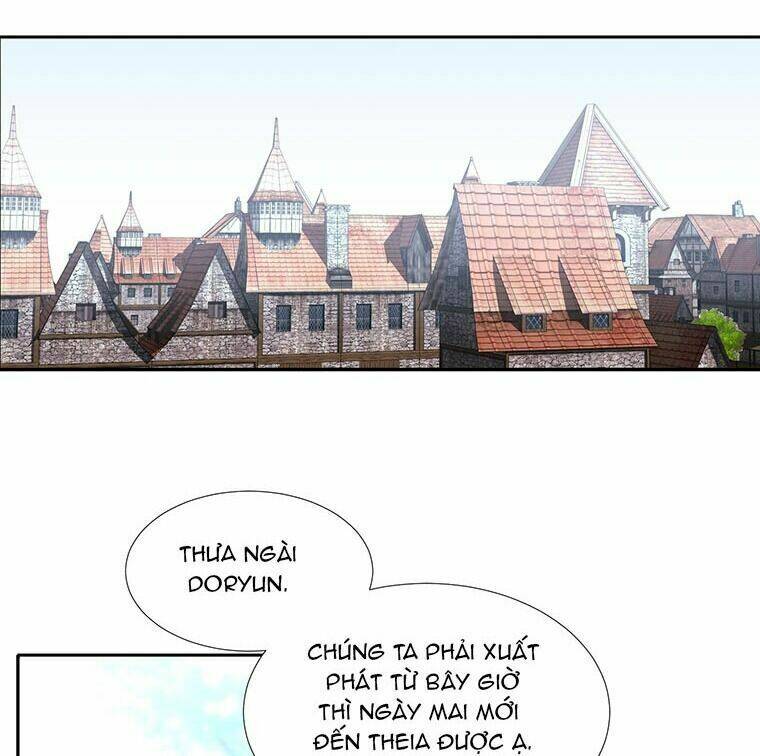 THƯA NGÀI
DORYUN.
CHÚNG TA PHẢI XUẤT
PHÁT TỪ BÂY GIỜ
THÌ NGÀY MAI MỚI
ĐẾN THEIA ĐƯỢC Ạ.